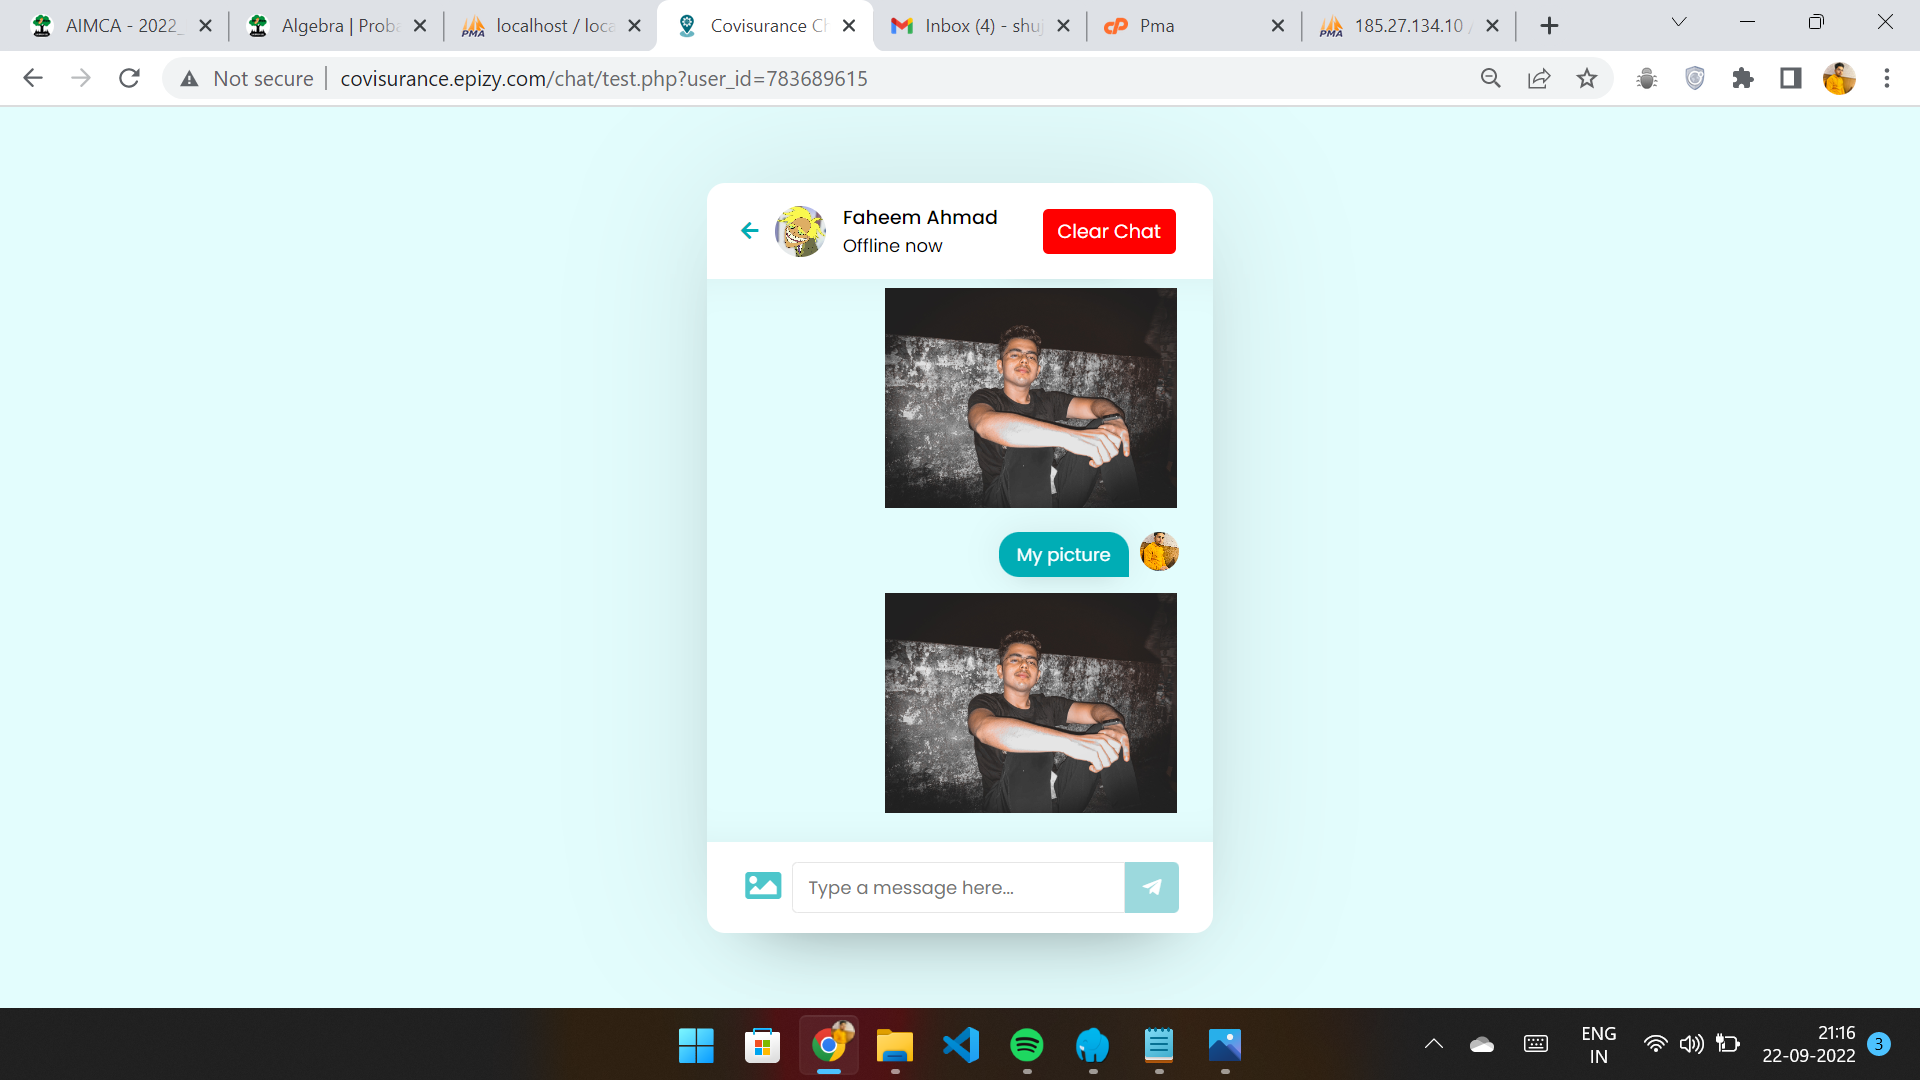 AIMCA - 2022_
Algebra | Proba
localhost / loca
Covisurance Ch
Inbox (4) - shuj
Pma
185.27.134.10 /
Not secure
covisurance.epizy.com/chat/test.php?user_id=783689615
Faheem Ahmad
Offline now
Clear Chat
My picture
Type a message here...
ENG
IN
21:16
22-09-2022
3